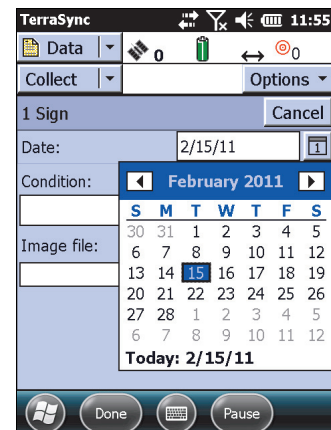 TerraSync 11:55
Data 0 0
Collect Options
1 Sign Cancel
Date: 2/15/11 1
Condition:
February 2011
S M T W T F S
30 31 1 2 3 4 5
6 7 8 9 10 11 12
Image file:
13 14 15 16 17 18 19
20 21 22 23 24 25 26
27 28 1 2 3 4 5
6 7 8 9 10 11 12
Today: 2/15/11
Done Pause